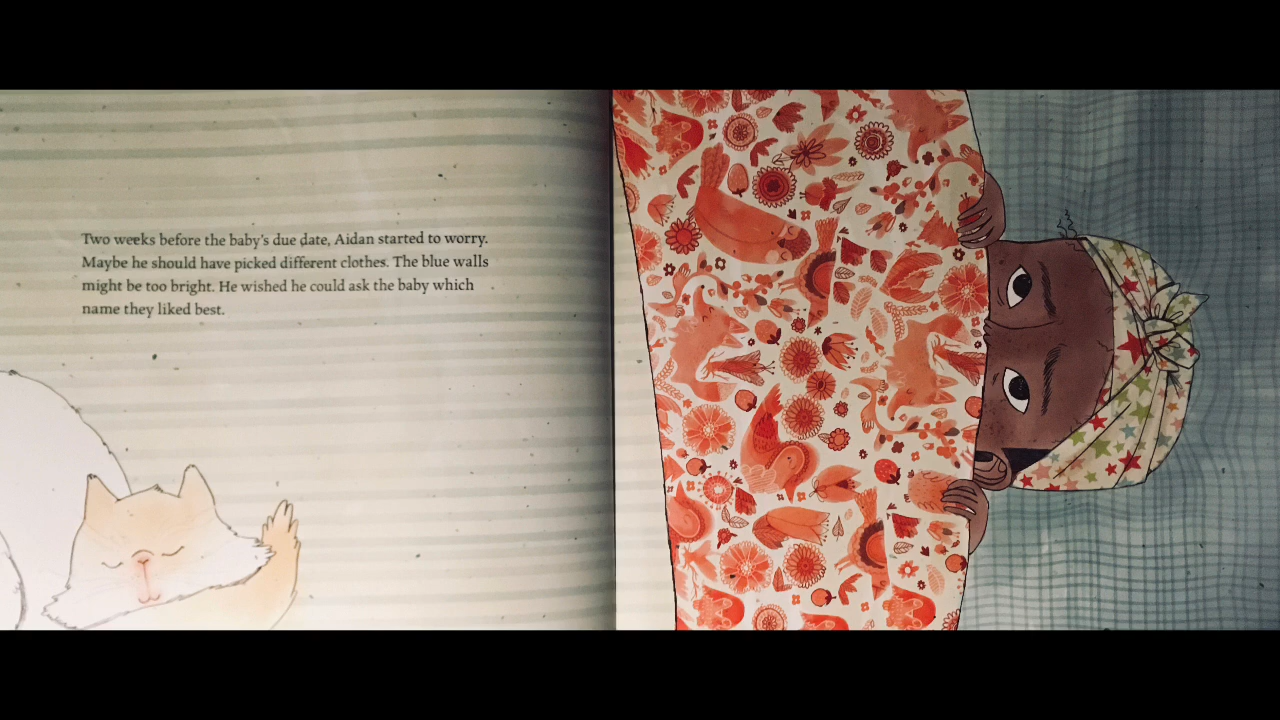 Two weeks before the baby's due date, Aidan started to worry.
Maybe he should have picked different clothes. The blue walls
might be too bright. He wished he could ask the baby which
name they liked best.